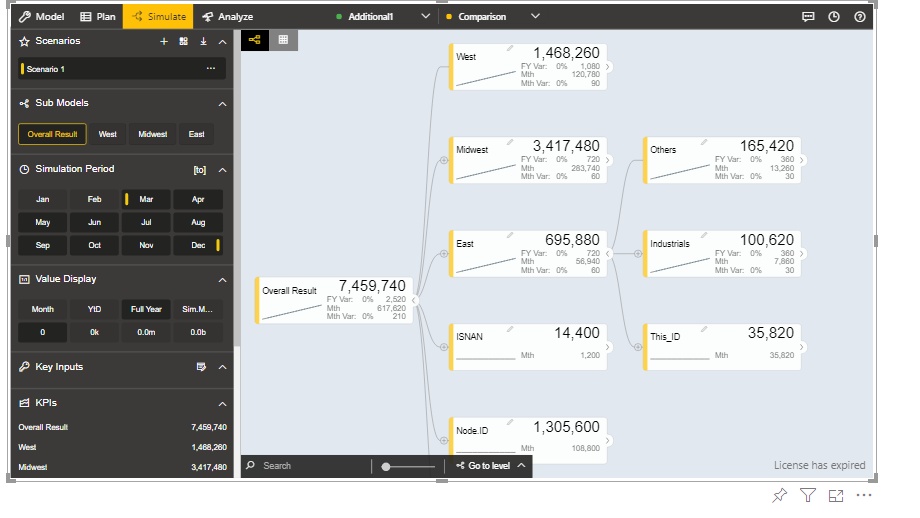 Model Plan Simulate Analyze Additional1 Comparison
Scenarios
Scenario 1
Sub Models
Overall Result West Midwest East
Simulation Period [to]
Jan Feb Mar Apr
May Jun Jul Aug
Sep Oct Nov Dec
Value Display
Month YtD Full Year Sim.M...
0 0k 0.0m 0.0b
Key Inputs
KPIs
Overall Result 7,459,740
West 1,468,260
Midwest 3,417,480
Overall Result 7,459,740
FY Var: 0% 2,520
Mth 617,620
Mth Var: 0% 210
West 1,468,260
FY Var: 0% 1,080
Mth 120,780
Mth Var: 0% 90
Midwest 3,417,480
FY Var: 0% 720
Mth 283,740
Mth Var: 0% 60
East 695,880
FY Var: 0% 720
Mth 56,940
Mth Var: 0% 60
ISNAN 14,400
Mth 1,200
Node.ID 1,305,600
Mth 108,800
Others 165,420
FY Var: 0% 360
Mth 13,260
Mth Var: 0% 30
Industrials 100,620
FY Var: 0% 360
Mth 7,860
Mth Var: 0% 30
This_ID 35,820
Mth 35,820
Search Go to level
License has expired